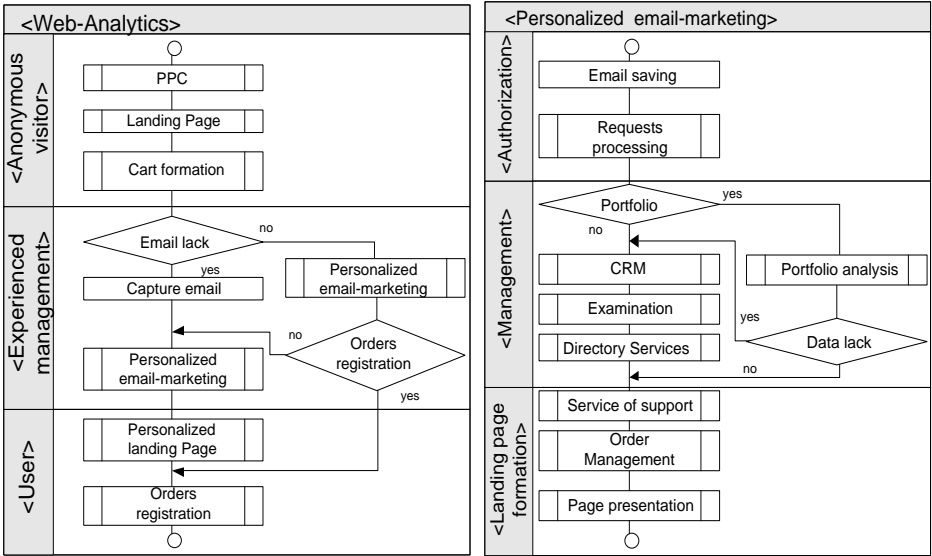 <Web-Analytics>
<Anonymous
visitor>
PPC
Landing Page
Cart formation
<Experienced
management>
Email lack
no
yes
Capture email
Personalized
email-marketing
no
Orders
registration
Personalized
email-marketing
yes
<User>
Personalized
landing Page
Orders
registration
<Personalized email-marketing>
<Authorization>
Email saving
Requests
processing
<Management>
Portfolio
yes
no
CRM
Portfolio analysis
Examination
yes
Directory Services
Data lack
no
<Landing page
formation>
Service of support
Order
Management
Page presentation